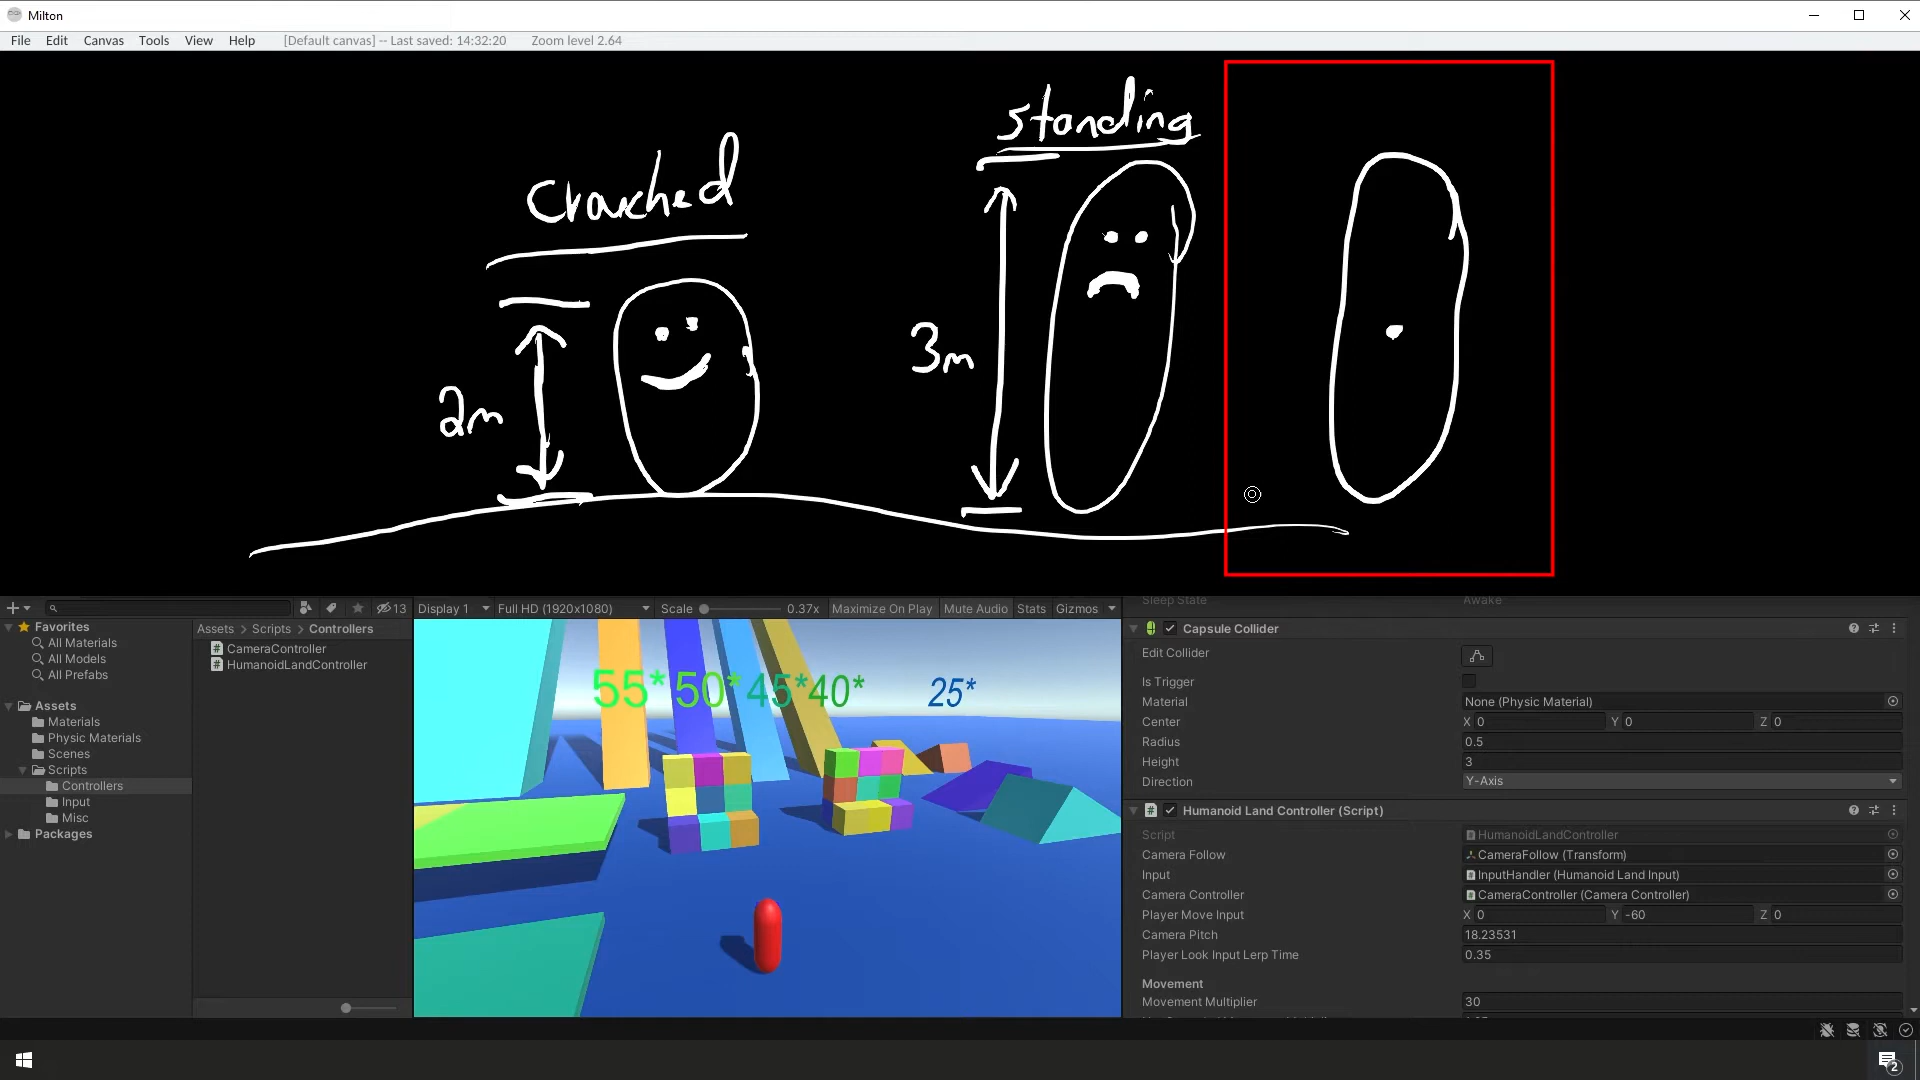 Milton
File Edit Canvas Tools View Help [Default canvas] -- Last saved: 14:32:20 Zoom level 2.64
standing
Crouched
3m
2m
13 Display 1 Full HD (1920x1080) Scale 0.37x Maximize On Play Mute Audio Stats Gizmos
Favorites
All Materials
All Models
All Prefabs
Assets
Materials
Physic Materials
Scenes
Scripts
Controllers
Input
Misc
Packages
Assets > Scripts > Controllers
CameraController
HumanoidLandController
55* 50* 45* 40* 25*
Sleep State Awake
Capsule Collider
Edit Collider
Is Trigger
Material None (Physic Material)
Center X 0 Y 0 Z 0
Radius 0.5
Height 3
Direction Y-Axis
# Humanoid Land Controller (Script)
Script HumanoidLandController
Camera Follow CameraFollow (Transform)
Input InputHandler (Humanoid Land Input)
Camera Controller CameraController (Camera Controller)
Player Move Input X 0 Y -60 Z 0
Camera Pitch 18.23531
Player Look Input Lerp Time 0.35
Movement
Movement Multiplier 30
2